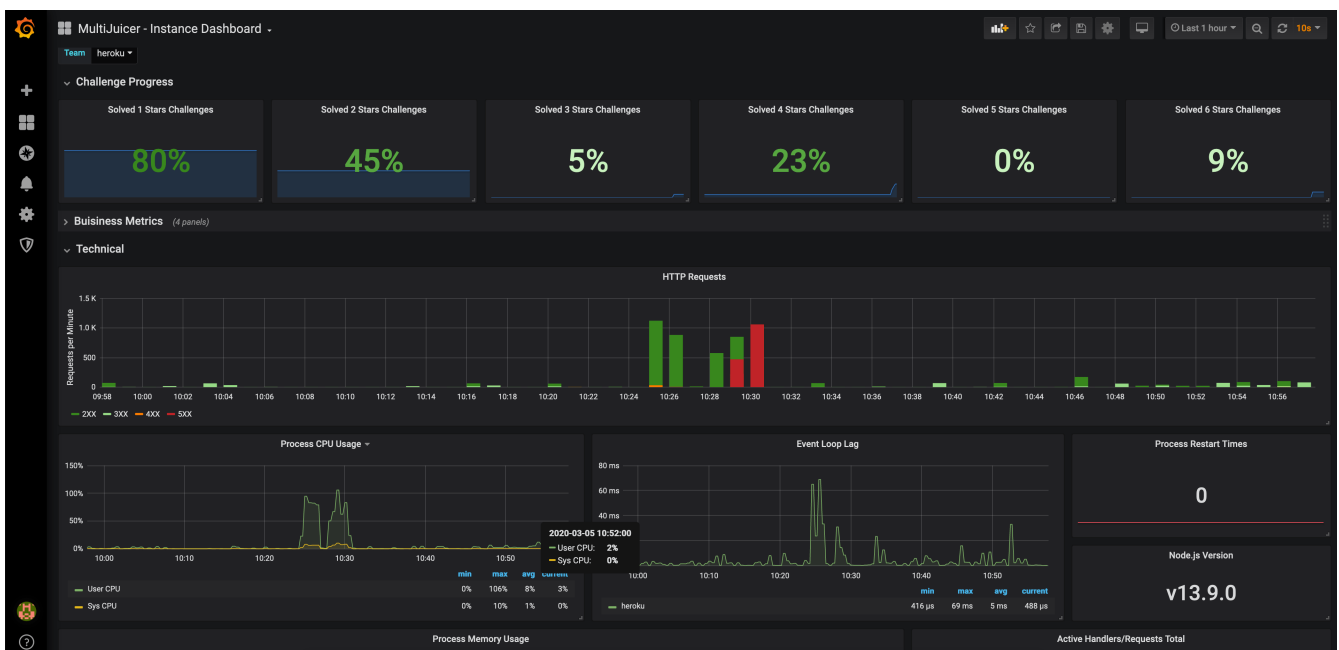 MultiJuicer - Instance Dashboard
Last 1 hour
10s
Team heroku
Challenge Progress
Solved 1 Stars Challenges
80%
Solved 2 Stars Challenges
45%
Solved 3 Stars Challenges
5%
Solved 4 Stars Challenges
23%
Solved 5 Stars Challenges
0%
Solved 6 Stars Challenges
9%
Buisiness Metrics (4 panels)
Technical
HTTP Requests
Requests per Minute
1.5 K
1.0 K
500
0
09:58 10:00 10:02 10:04 10:06 10:08 10:10 10:12 10:14 10:16 10:18 10:20 10:22 10:24 10:26 10:28 10:30 10:32 10:34 10:36 10:38 10:40 10:42 10:44 10:46 10:48 10:50 10:52 10:54 10:56
2XX 3XX 4XX 5XX
Process CPU Usage
150%
100%
50%
0%
10:00 10:10 10:20 10:30 10:40 10:50
min max avg current
User CPU 0% 106% 8% 3%
Sys CPU 0% 10% 1% 0%
2020-03-05 10:52:00
User CPU: 2%
Sys CPU: 0%
Event Loop Lag
80 ms
60 ms
40 ms
10:00 10:10 10:20 10:30 10:40 10:50
min max avg current
heroku 416 µs 69 ms 5 ms 488 µs
Process Restart Times
0
Node.js Version
v13.9.0
Process Memory Usage
Active Handlers/Requests Total